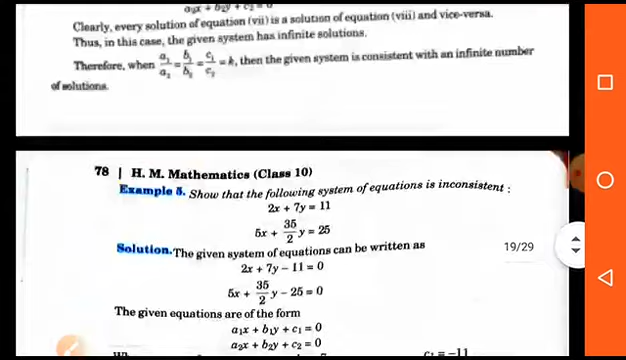 a₂x + b₂y + c₂ = 0
Clearly, every solution of equation (vii) is a solution of equation (viii) and vice-versa.
Thus, in this case, the given system has infinite solutions.
Therefore, when a₁/a₂ = b₁/b₂ = c₁/c₂ = k, then the given system is consistent with an infinite number
of solutions.
78 | H. M. Mathematics (Class 10)
Example 5. Show that the following system of equations is inconsistent :
2x + 7y = 11
5x + 35/2 y = 25
Solution. The given system of equations can be written as
19/29
2x + 7y – 11 = 0
5x + 35/2 y – 25 = 0
The given equations are of the form
a₁x + b₁y + c₁ = 0
a₂x + b₂y + c₂ = 0
c₁ = –11